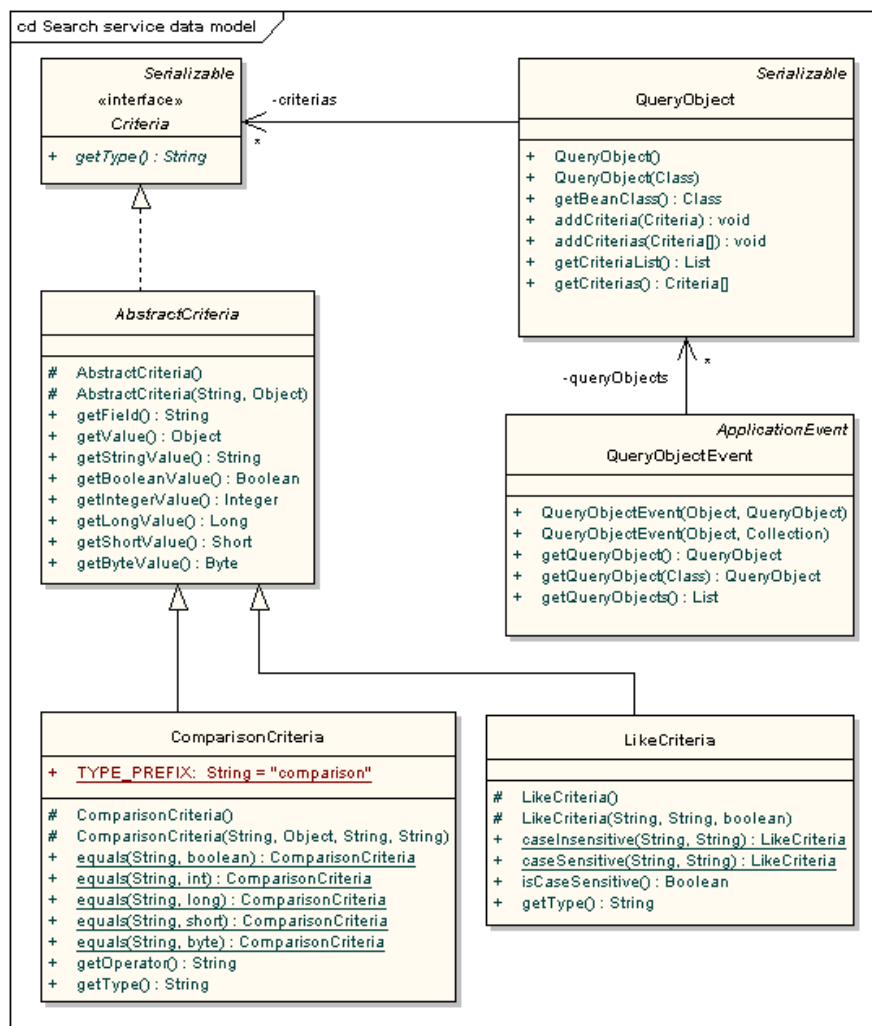 cd Search service data model
Serializable
«interface»
Criteria
+ getType() : String
-criterias
*
Serializable
QueryObject
+ QueryObject()
+ QueryObject(Class)
+ getBeanClass() : Class
+ addCriteria(Criteria) : void
+ addCriterias(Criteria[]) : void
+ getCriteriaList() : List
+ getCriterias() : Criteria[]
AbstractCriteria
# AbstractCriteria()
# AbstractCriteria(String, Object)
+ getField() : String
+ getValue() : Object
+ getStringValue() : String
+ getBooleanValue() : Boolean
+ getIntegerValue() : Integer
+ getLongValue() : Long
+ getShortValue() : Short
+ getByteValue() : Byte
-queryObjects
*
ApplicationEvent
QueryObjectEvent
+ QueryObjectEvent(Object, QueryObject)
+ QueryObjectEvent(Object, Collection)
+ getQueryObject() : QueryObject
+ getQueryObject(Class) : QueryObject
+ getQueryObjects() : List
ComparisonCriteria
+ TYPE_PREFIX: String = "comparison"
# ComparisonCriteria()
# ComparisonCriteria(String, Object, String, String)
+ equals(String, boolean) : ComparisonCriteria
+ equals(String, int) : ComparisonCriteria
+ equals(String, long) : ComparisonCriteria
+ equals(String, short) : ComparisonCriteria
+ equals(String, byte) : ComparisonCriteria
+ getOperator() : String
+ getType() : String
LikeCriteria
# LikeCriteria()
# LikeCriteria(String, String, boolean)
+ caseInsensitive(String, String) : LikeCriteria
+ caseSensitive(String, String) : LikeCriteria
+ isCaseSensitive() : Boolean
+ getType() : String